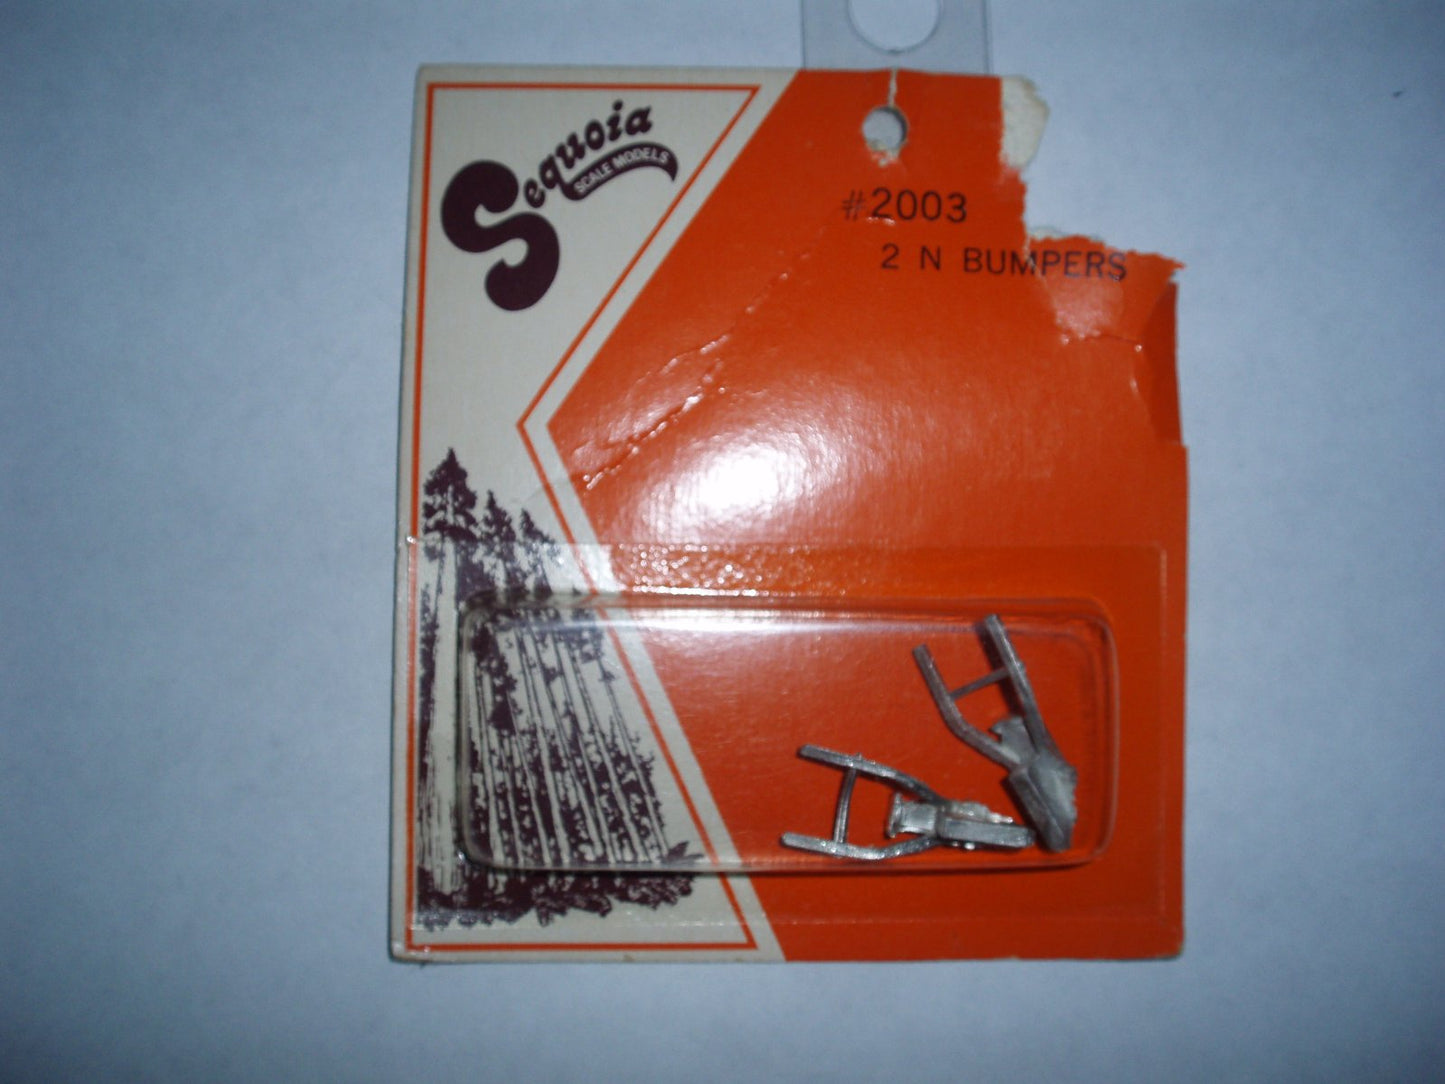 Sequoia
SCALE MODELS
#2003
2 N BUMPERS